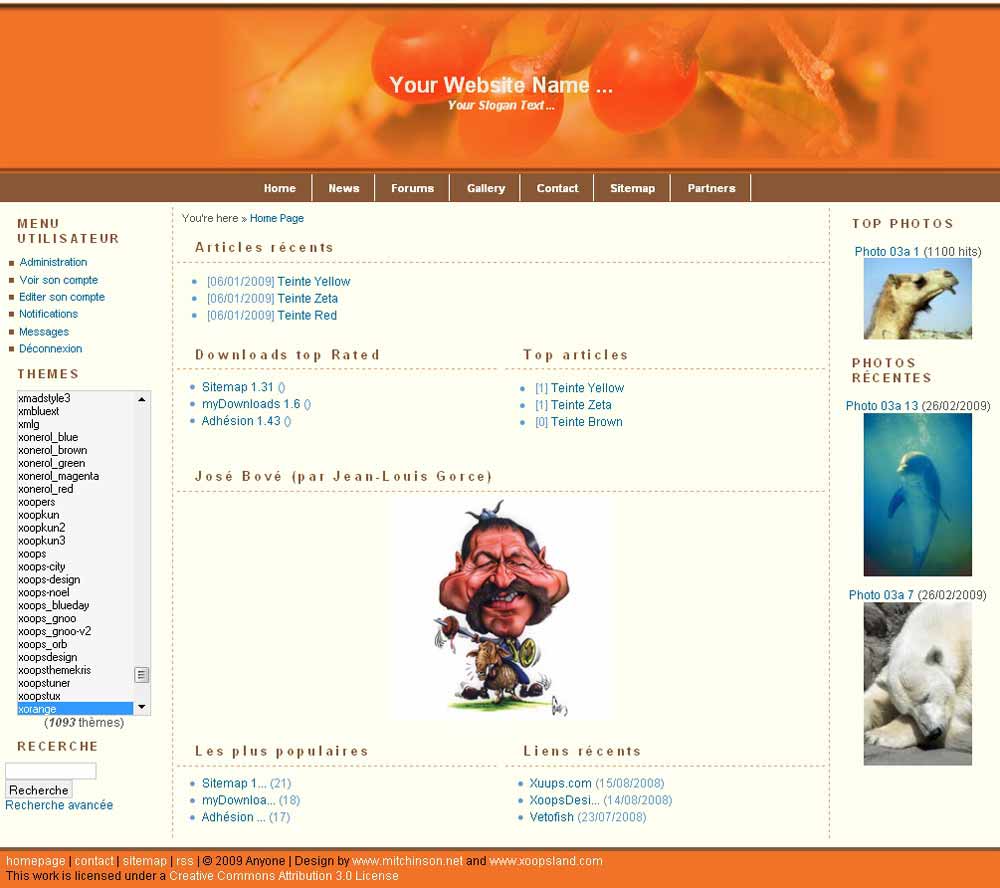 Your Website Name ...
Your Slogan Text ...
Home News Forums Gallery Contact Sitemap Partners
MENU
UTILISATEUR
Administration
Voir son compte
Editer son compte
Notifications
Messages
Déconnexion
THEMES
xmadstyle3
xmbluext
xmlg
xonerol_blue
xonerol_brown
xonerol_green
xonerol_magenta
xonerol_red
xoopers
xoopkun
xoopkun2
xoopkun3
xoops
xoops-city
xoops-design
xoops-noel
xoops_blueday
xoops_gnoo
xoops_gnoo-v2
xoops_orb
xoopsdesign
xoopsthemekris
xoopstuner
xoopstux
xorange
(1093 thèmes)
RECERCHE
Recherche
Recherche avancée
You're here » Home Page
Articles récents
[06/01/2009] Teinte Yellow
[06/01/2009] Teinte Zeta
[06/01/2009] Teinte Red
Downloads top Rated
Sitemap 1.31 ()
myDownloads 1.6 ()
Adhésion 1.43 ()
Top articles
[1] Teinte Yellow
[1] Teinte Zeta
[0] Teinte Brown
José Bové (par Jean-Louis Gorce)
Les plus populaires
Sitemap 1... (21)
myDownloa... (18)
Adhésion ... (17)
Liens récents
Xuups.com (15/08/2008)
XoopsDesi... (14/08/2008)
Vetofish (23/07/2008)
TOP PHOTOS
Photo 03a 1 (1100 hits)
PHOTOS
RÉCENTES
Photo 03a 13 (26/02/2009)
Photo 03a 7 (26/02/2009)
homepage | contact | sitemap | rss | © 2009 Anyone | Design by www.mitchinson.net and www.xoopsland.com
This work is licensed under a Creative Commons Attribution 3.0 License